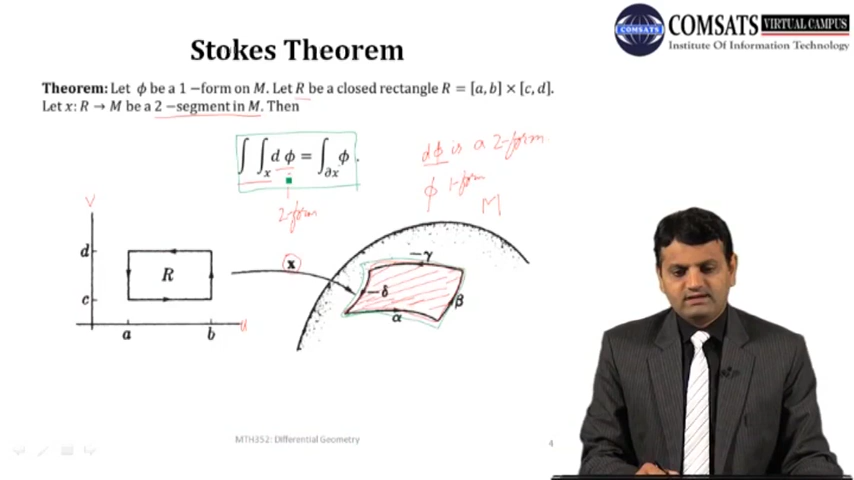 COMSATS VIRTUAL CAMPUS
COMSATS
Institute Of Information Technology
Stokes Theorem
Theorem: Let ϕ be a 1 −form on M. Let R be a closed rectangle R = [a, b] × [c, d].
Let x: R → M be a 2 −segment in M. Then
∫∫ₓ d ϕ = ∫∂x ϕ.
dϕ is a 2-form
ϕ 1-form
2-form
M
V
d
R
c
a
b
u
x
−γ
−δ
β
α
MTH352: Differential Geometry
4